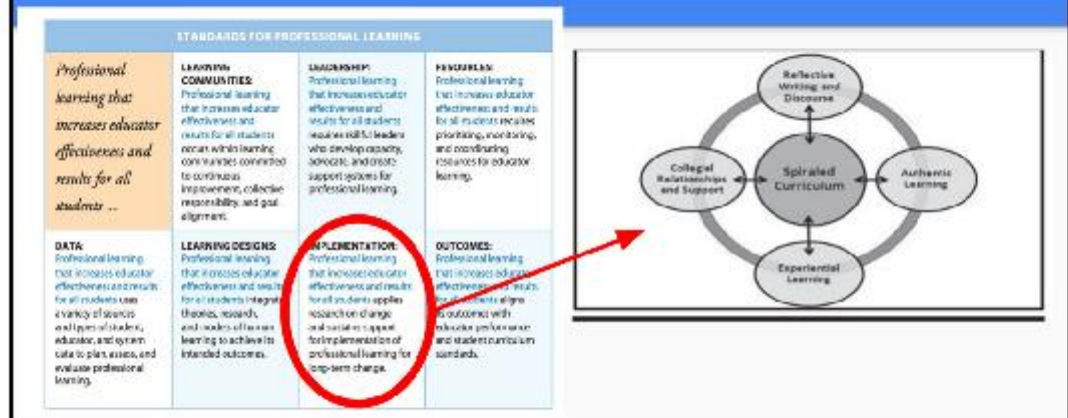 STANDARDS FOR PROFESSIONAL LEARNING
Professional
learning that
increases educator
effectiveness and
results for all
students ...
LEARNING
COMMUNITIES:
Professional learning
that increases educator
effectiveness and
results for all students
occurs within learning
communities committed
to continuous
improvement, collective
responsibility, and goal
alignment.
LEADERSHIP:
Professional learning
that increases educator
effectiveness and
results for all students
requires skillful leaders
who develop capacity,
advocate, and create
support systems for
professional learning.
RESOURCES:
Professional learning
that increases educator
effectiveness and results
for all students requires
prioritizing, monitoring,
and coordinating
resources for educator
learning.
DATA:
Professional learning
that increases educator
effectiveness and results
for all students uses
a variety of sources
and types of student,
educator, and system
data to plan, assess, and
evaluate professional
learning.
LEARNING DESIGNS:
Professional learning
that increases educator
effectiveness and results
for all students integrates
theories, research,
and models of human
learning to achieve its
intended outcomes.
IMPLEMENTATION:
Professional learning
that increases educator
effectiveness and results
for all students applies
research on change
and sustains support
for implementation of
professional learning for
long-term change.
OUTCOMES:
Professional learning
that increases educator
effectiveness and results
for all students aligns
its outcomes with
educator performance
and student curriculum
standards.
Reflective
Writing and
Discourse
Collegial
Relationships
and Support
Spiraled
Curriculum
Authentic
Learning
Experiential
Learning